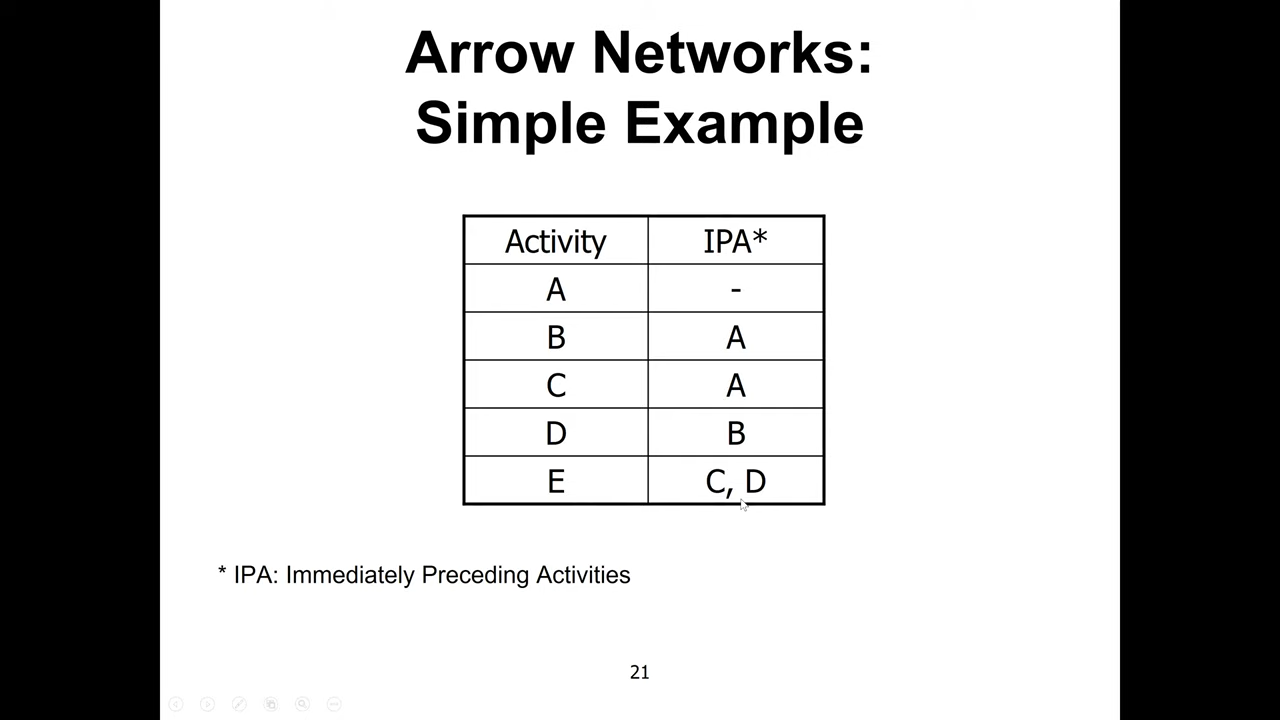 Arrow Networks:
Simple Example
Activity IPA*
A -
B A
C A
D B
E C, D
* IPA: Immediately Preceding Activities
21